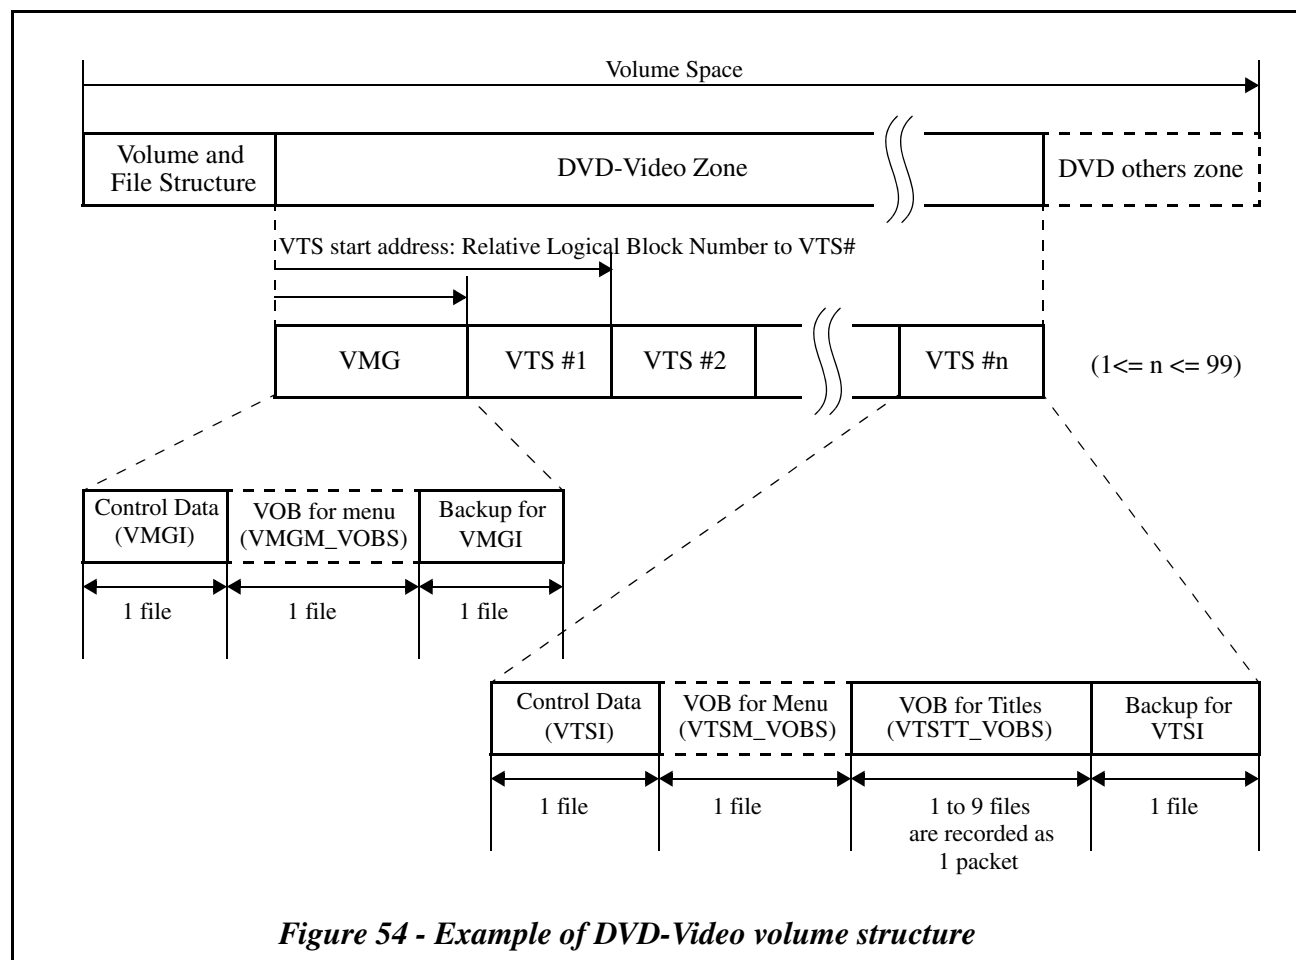 Volume Space
Volume and
File Structure
DVD-Video Zone
DVD others zone
VTS start address: Relative Logical Block Number to VTS#
VMG
VTS #1
VTS #2
VTS #n
(1<= n <= 99)
Control Data
(VMGI)
VOB for menu
(VMGM_VOBS)
Backup for
VMGI
1 file
1 file
1 file
Control Data
(VTSI)
VOB for Menu
(VTSM_VOBS)
VOB for Titles
(VTSTT_VOBS)
Backup for
VTSI
1 file
1 file
1 to 9 files
are recorded as
1 packet
1 file
Figure 54 - Example of DVD-Video volume structure